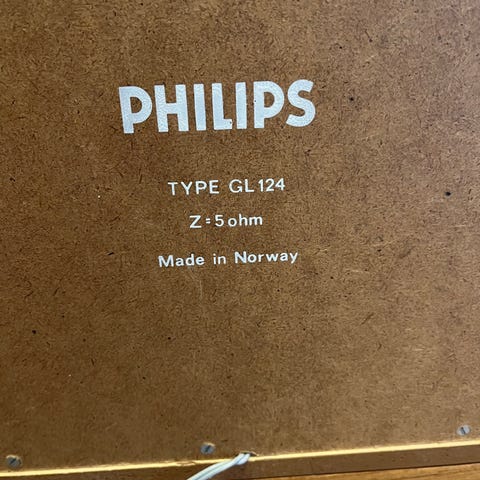 PHILIPS
TYPE GL124
Z=5ohm
Made in Norway